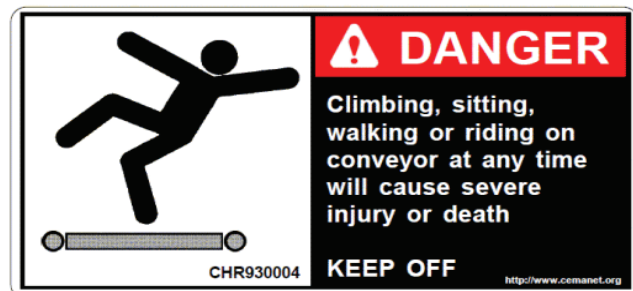 DANGER
Climbing, sitting,
walking or riding on
conveyor at any time
will cause severe
injury or death
KEEP OFF
CHR930004
http://www.cemanet.org